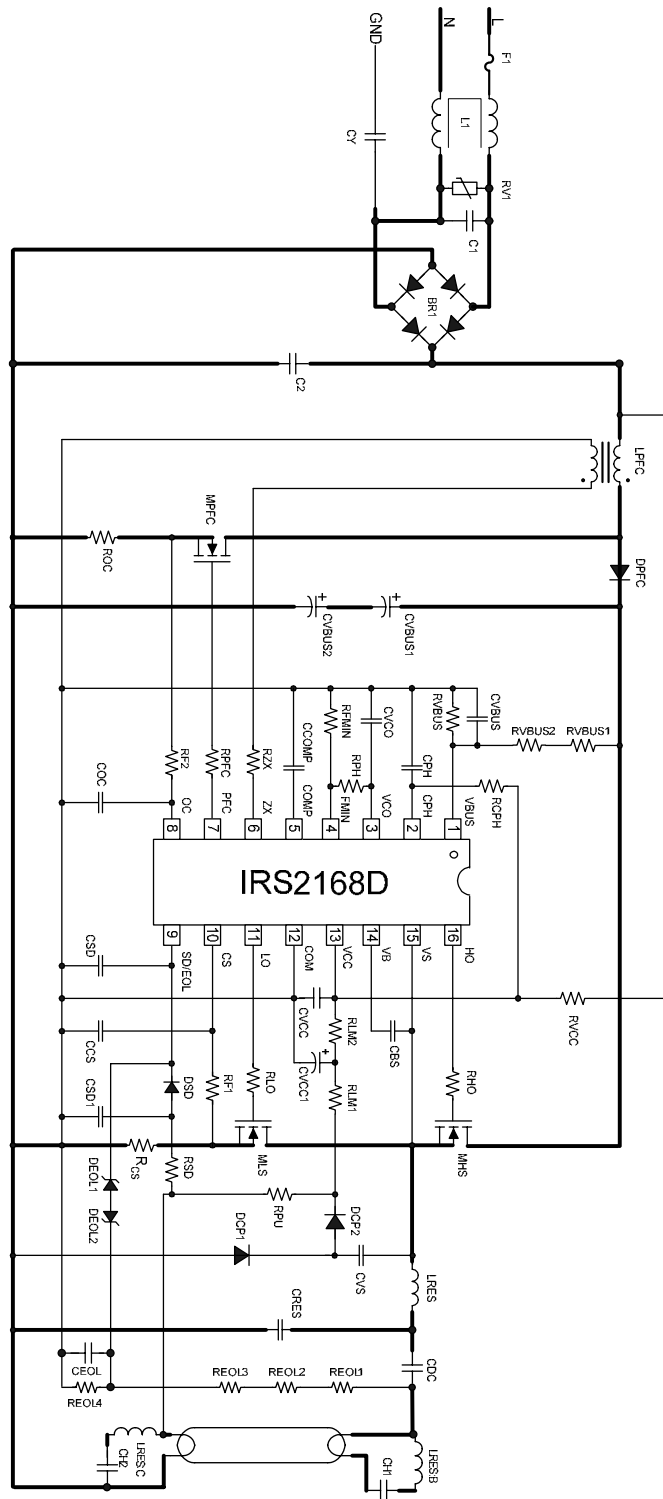 L
N
GND
F1
L1
CY
RV1
C1
BR1
C2
LPFC
MPFC
ROC
DPFC
CVBUS2
CVBUS1
CVBUS
RVBUS2
RVBUS1
RVBUS
CCOMP
RFMIN
CVCO
RPH
CPH
RCPH
RF2
COC
RPFC
RZX
OC
PFC
ZX
COMP
FMIN
VCO
CPH
VBUS
8
7
6
5
4
3
2
1
IRS2168D
9
10
11
12
13
14
15
16
SD/EOL
CS
LO
COM
VCC
VB
VS
HO
CSD
CVCC
RLM2
CBS
RVCC
CCS
CSD1
DSD
RF1
RLO
CVCC1
RLM1
RHO
RCS
MLS
MHS
DEOL1
DEOL2
RSD
RPU
DCP1
DCP2
CVS
LRES
CRES
CDC
CEOL
REOL4
REOL3
REOL2
REOL1
LRES:C
CH2
LRES:B
CH1